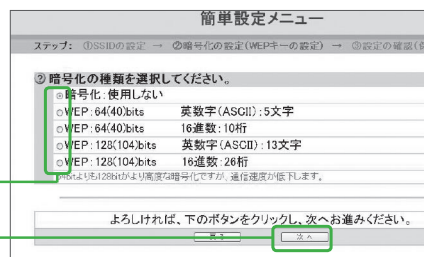 簡単設定メニュー
ステップ: ①SSIDの設定 → ②暗号化の設定(WEPキーの設定) → ③設定の確認(
② 暗号化の種類を選択してください。
暗号化:使用しない
WEP:64(40)bits 英数字(ASCII):5文字
WEP:64(40)bits 16進数:10桁
WEP:128(104)bits 英数字(ASCII):13文字
WEP:128(104)bits 16進数:26桁
64bitよりも128bitがより高度な暗号化ですが、通信速度が低下します。
よろしければ、下のボタンをクリックし、次へお進みください。
戻る 次へ